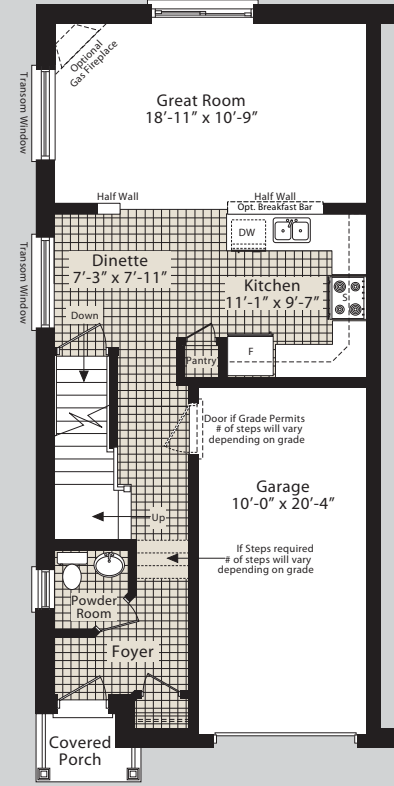 Optional
Gas Fireplace
Transom Window
Great Room
18'-11" x 10'-9"
Half Wall
Half Wall
Opt. Breakfast Bar
DW
Transom Window
Dinette
7'-3" x 7'-11"
Kitchen
11'-1" x 9'-7"
St
Down
Pantry
F
Door if Grade Permits
# of steps will vary
depending on grade
Garage
10'-0" x 20'-4"
Up
If Steps required
# of steps will vary
depending on grade
Powder
Room
Foyer
Covered
Porch